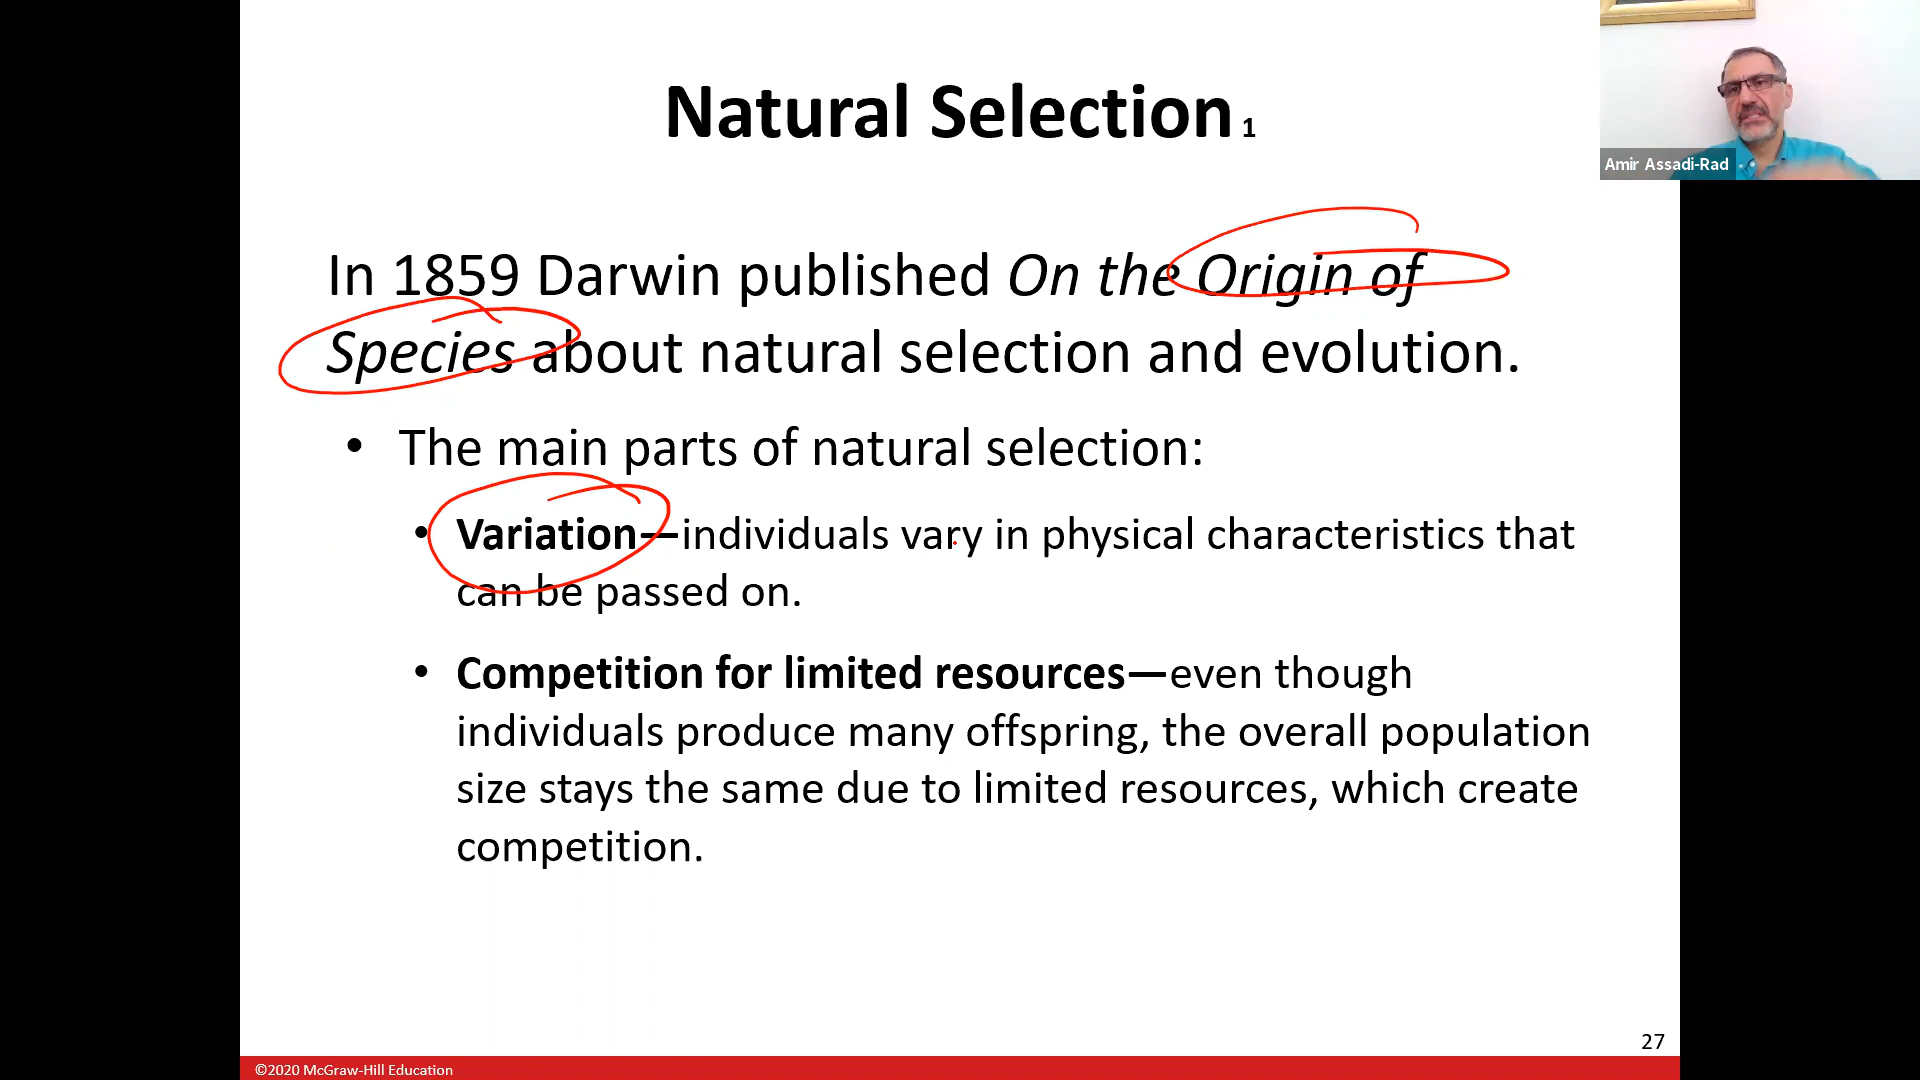 Natural Selection 1
Amir Assadi-Rad
In 1859 Darwin published On the Origin of
Species about natural selection and evolution.
• The main parts of natural selection:
• Variation—individuals vary in physical characteristics that
can be passed on.
• Competition for limited resources—even though
individuals produce many offspring, the overall population
size stays the same due to limited resources, which create
competition.
27
©2020 McGraw-Hill Education